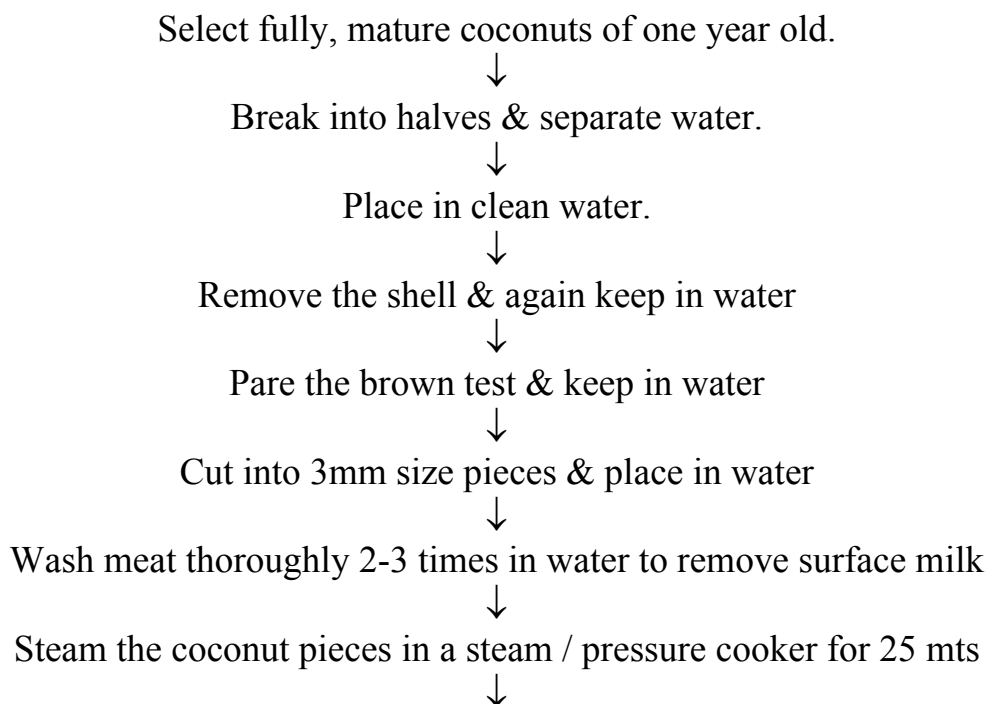 Select fully, mature coconuts of one year old.
↓
Break into halves & separate water.
↓
Place in clean water.
↓
Remove the shell & again keep in water
↓
Pare the brown test & keep in water
↓
Cut into 3mm size pieces & place in water
↓
Wash meat thoroughly 2-3 times in water to remove surface milk
↓
Steam the coconut pieces in a steam / pressure cooker for 25 mts
↓